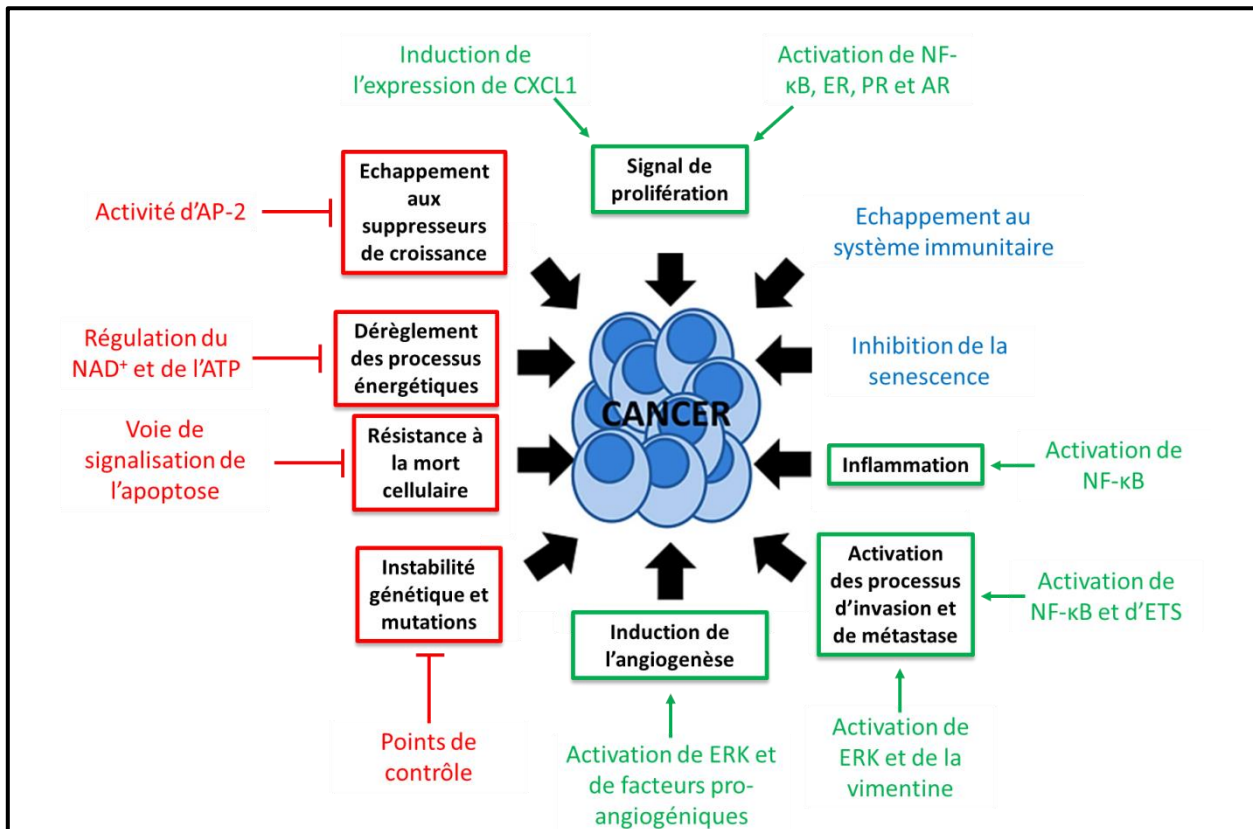 Induction de
l'expression de CXCL1
Activation de NF-
κB, ER, PR et AR
Signal de
prolifération
Echappement
aux
suppresseurs
de croissance
Activité d'AP-2
Echappement au
système immunitaire
Régulation du
NAD⁺ et de l'ATP
Dérèglement
des processus
énergétiques
Inhibition de la
senescence
CANCER
Voie de
signalisation de
l'apoptose
Résistance à
la mort
cellulaire
Inflammation
Activation de
NF-κB
Instabilité
génétique et
mutations
Induction de
l'angiogenèse
Activation
des processus
d'invasion et
de métastase
Activation de
NF-κB et d'ETS
Points de
contrôle
Activation de ERK et
de facteurs pro-
angiogéniques
Activation de
ERK et de la
vimentine